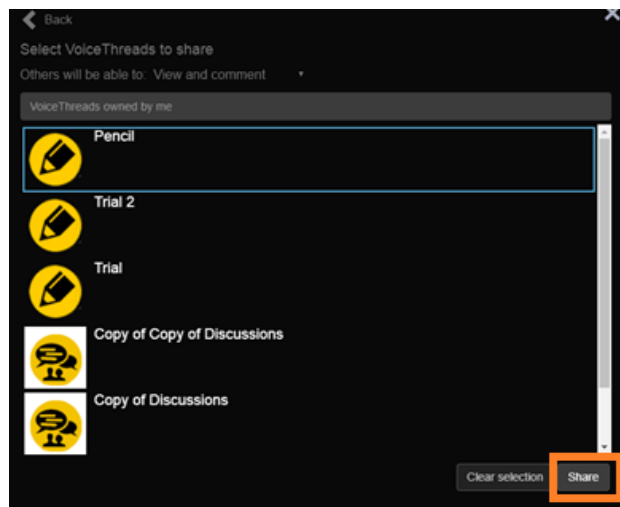 Back
Select VoiceThreads to share
Others will be able to: View and comment
VoiceThreads owned by me
Pencil
Trial 2
Trial
Copy of Copy of Discussions
Copy of Discussions
Clear selection Share